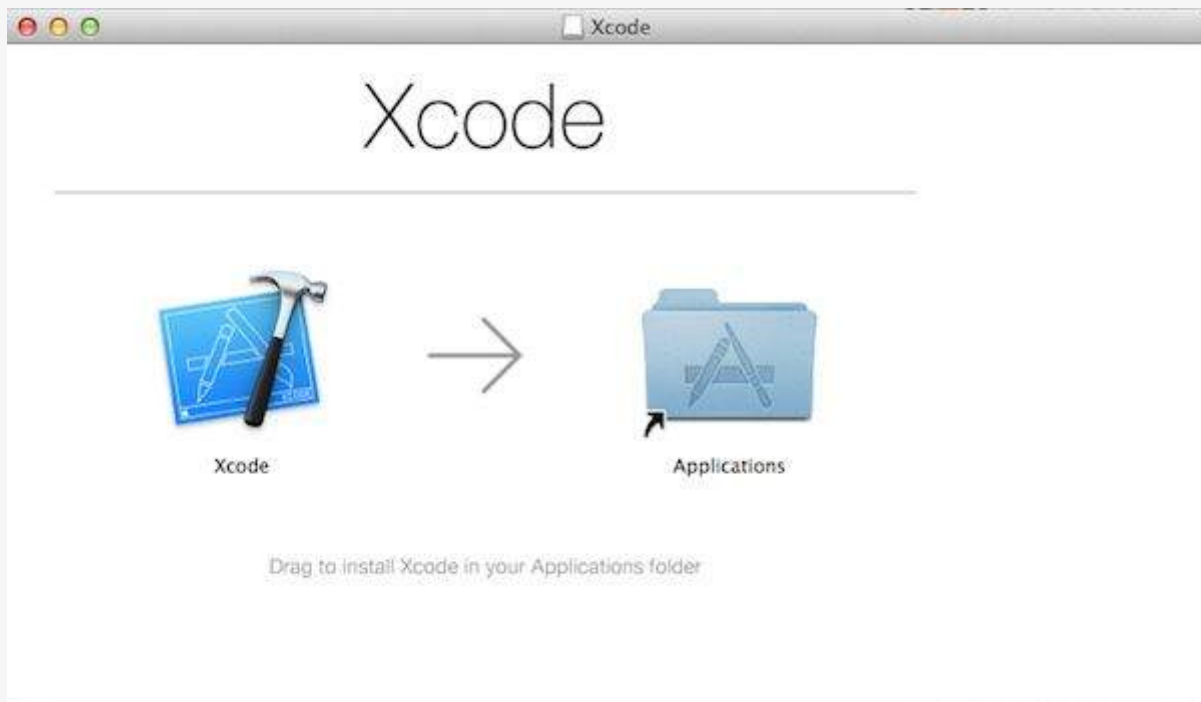 Xcode
Xcode
Xcode
Applications
Drag to install Xcode in your Applications folder